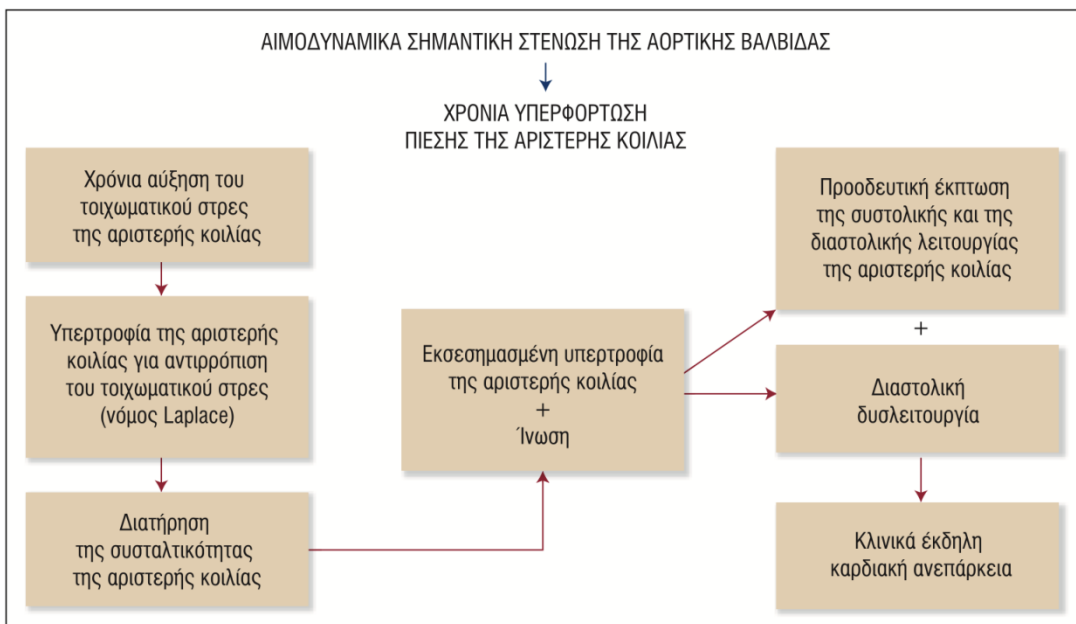 ΑΙΜΟΔΥΝΑΜΙΚΑ ΣΗΜΑΝΤΙΚΗ ΣΤΕΝΩΣΗ ΤΗΣ ΑΟΡΤΙΚΗΣ ΒΑΛΒΙΔΑΣ
ΧΡΟΝΙΑ ΥΠΕΡΦΟΡΤΩΣΗ
ΠΙΕΣΗΣ ΤΗΣ ΑΡΙΣΤΕΡΗΣ ΚΟΙΛΙΑΣ
Χρόνια αύξηση του
τοιχωματικού στρες
της αριστερής κοιλίας
Υπερτροφία της αριστερής
κοιλίας για αντιρρόπιση
του τοιχωματικού στρες
(νόμος Laplace)
Διατήρηση
της συσταλτικότητας
της αριστερής κοιλίας
Εκσεσημασμένη υπερτροφία
της αριστερής κοιλίας
+
Ίνωση
Προοδευτική έκπτωση
της συστολικής και της
διαστολικής λειτουργίας
της αριστερής κοιλίας
+
Διαστολική
δυσλειτουργία
Κλινικά έκδηλη
καρδιακή ανεπάρκεια